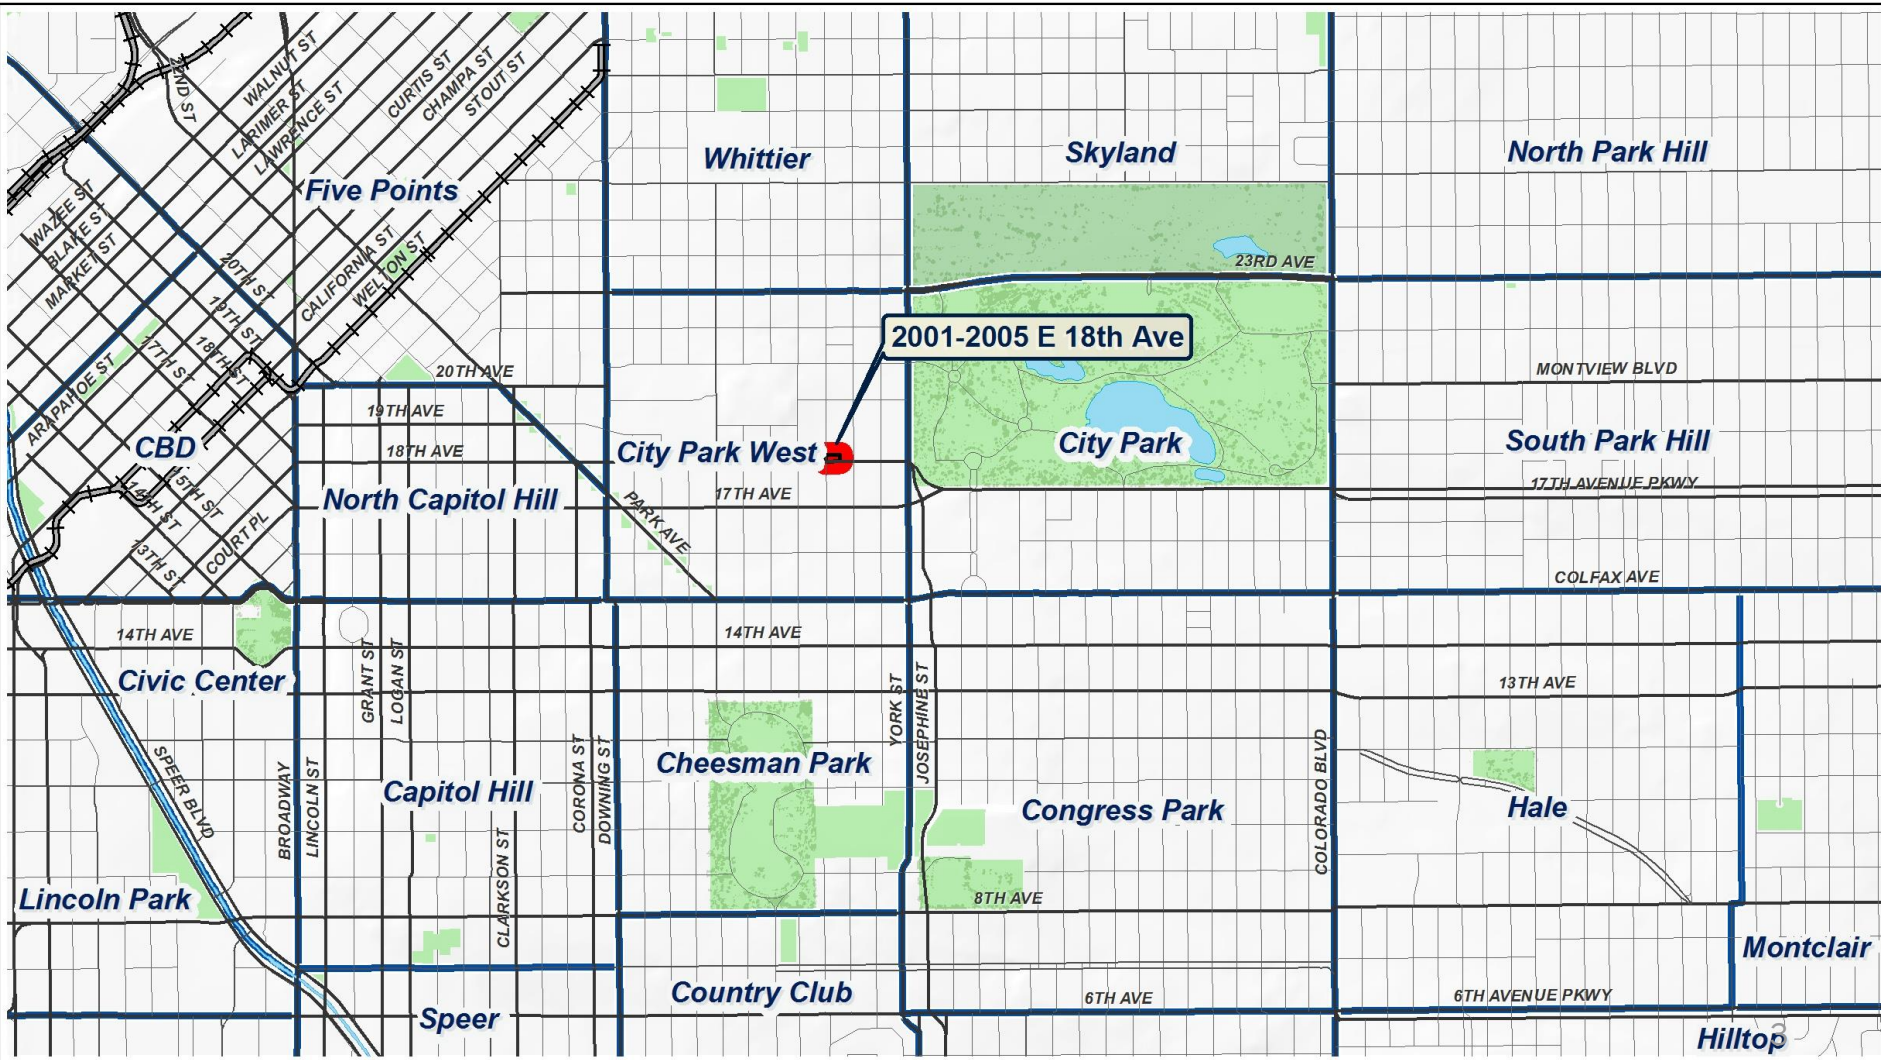 22ND ST
WALNUT ST
LARIMER ST
LAWRENCE ST
CURTIS ST
CHAMPA ST
STOUT ST
Whittier
Skyland
North Park Hill
Five Points
WAZEE ST
BLAKE ST
MARKET ST
20TH ST
19TH ST
18TH ST
17TH ST
CALIFORNIA ST
WELTON ST
23RD AVE
2001-2005 E 18th Ave
ARAPAHOE ST
20TH AVE
MONTVIEW BLVD
19TH AVE
CBD
18TH AVE
City Park West
City Park
South Park Hill
15TH ST
14TH ST
North Capitol Hill
17TH AVE
17TH AVENUE PKWY
PARK AVE
COURT PL
13TH ST
COLFAX AVE
14TH AVE
14TH AVE
Civic Center
GRANT ST
LOGAN ST
YORK ST
JOSEPHINE ST
13TH AVE
SPEER BLVD
BROADWAY
LINCOLN ST
Capitol Hill
CORONA ST
DOWNING ST
Cheesman Park
Congress Park
COLORADO BLVD
Hale
CLARKSON ST
Lincoln Park
8TH AVE
Montclair
Country Club
6TH AVE
6TH AVENUE PKWY
Speer
Hilltop
3